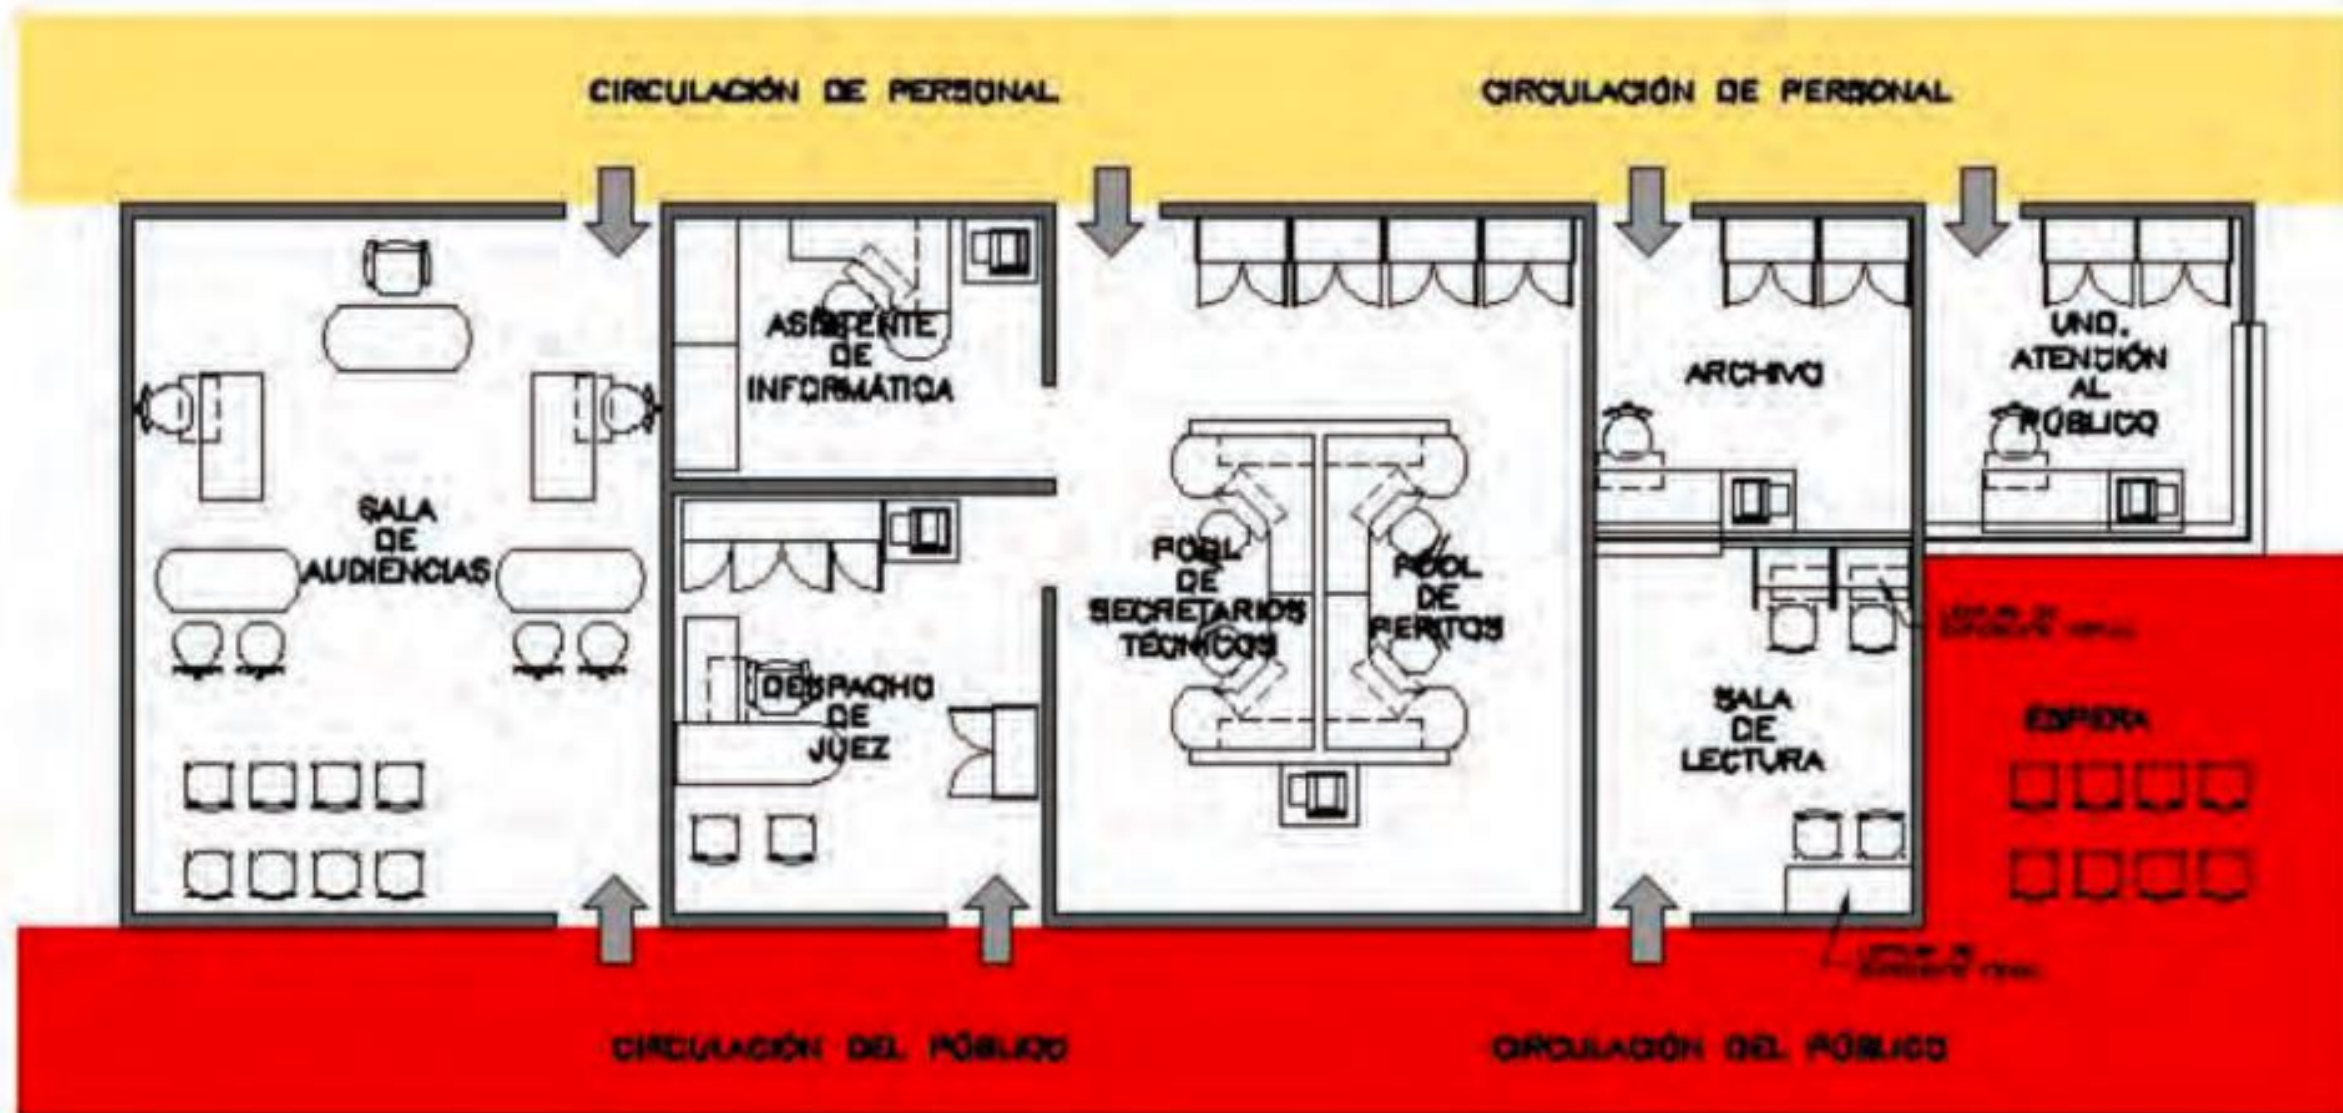 CIRCULACIÓN DE PERSONAL
CIRCULACIÓN DE PERSONAL
SALA
DE
AUDIENCIAS
ASISTENTE
DE
INFORMÁTICA
DESPACHO
DE
JUEZ
POOL
DE
SECRETARIOS
TÉCNICOS
POOL
DE
PERITOS
ARCHIVO
UND.
ATENCIÓN
AL
PÚBLICO
SALA
DE
LECTURA
ESPERA
CIRCULACIÓN DEL PÚBLICO
CIRCULACIÓN DEL PÚBLICO